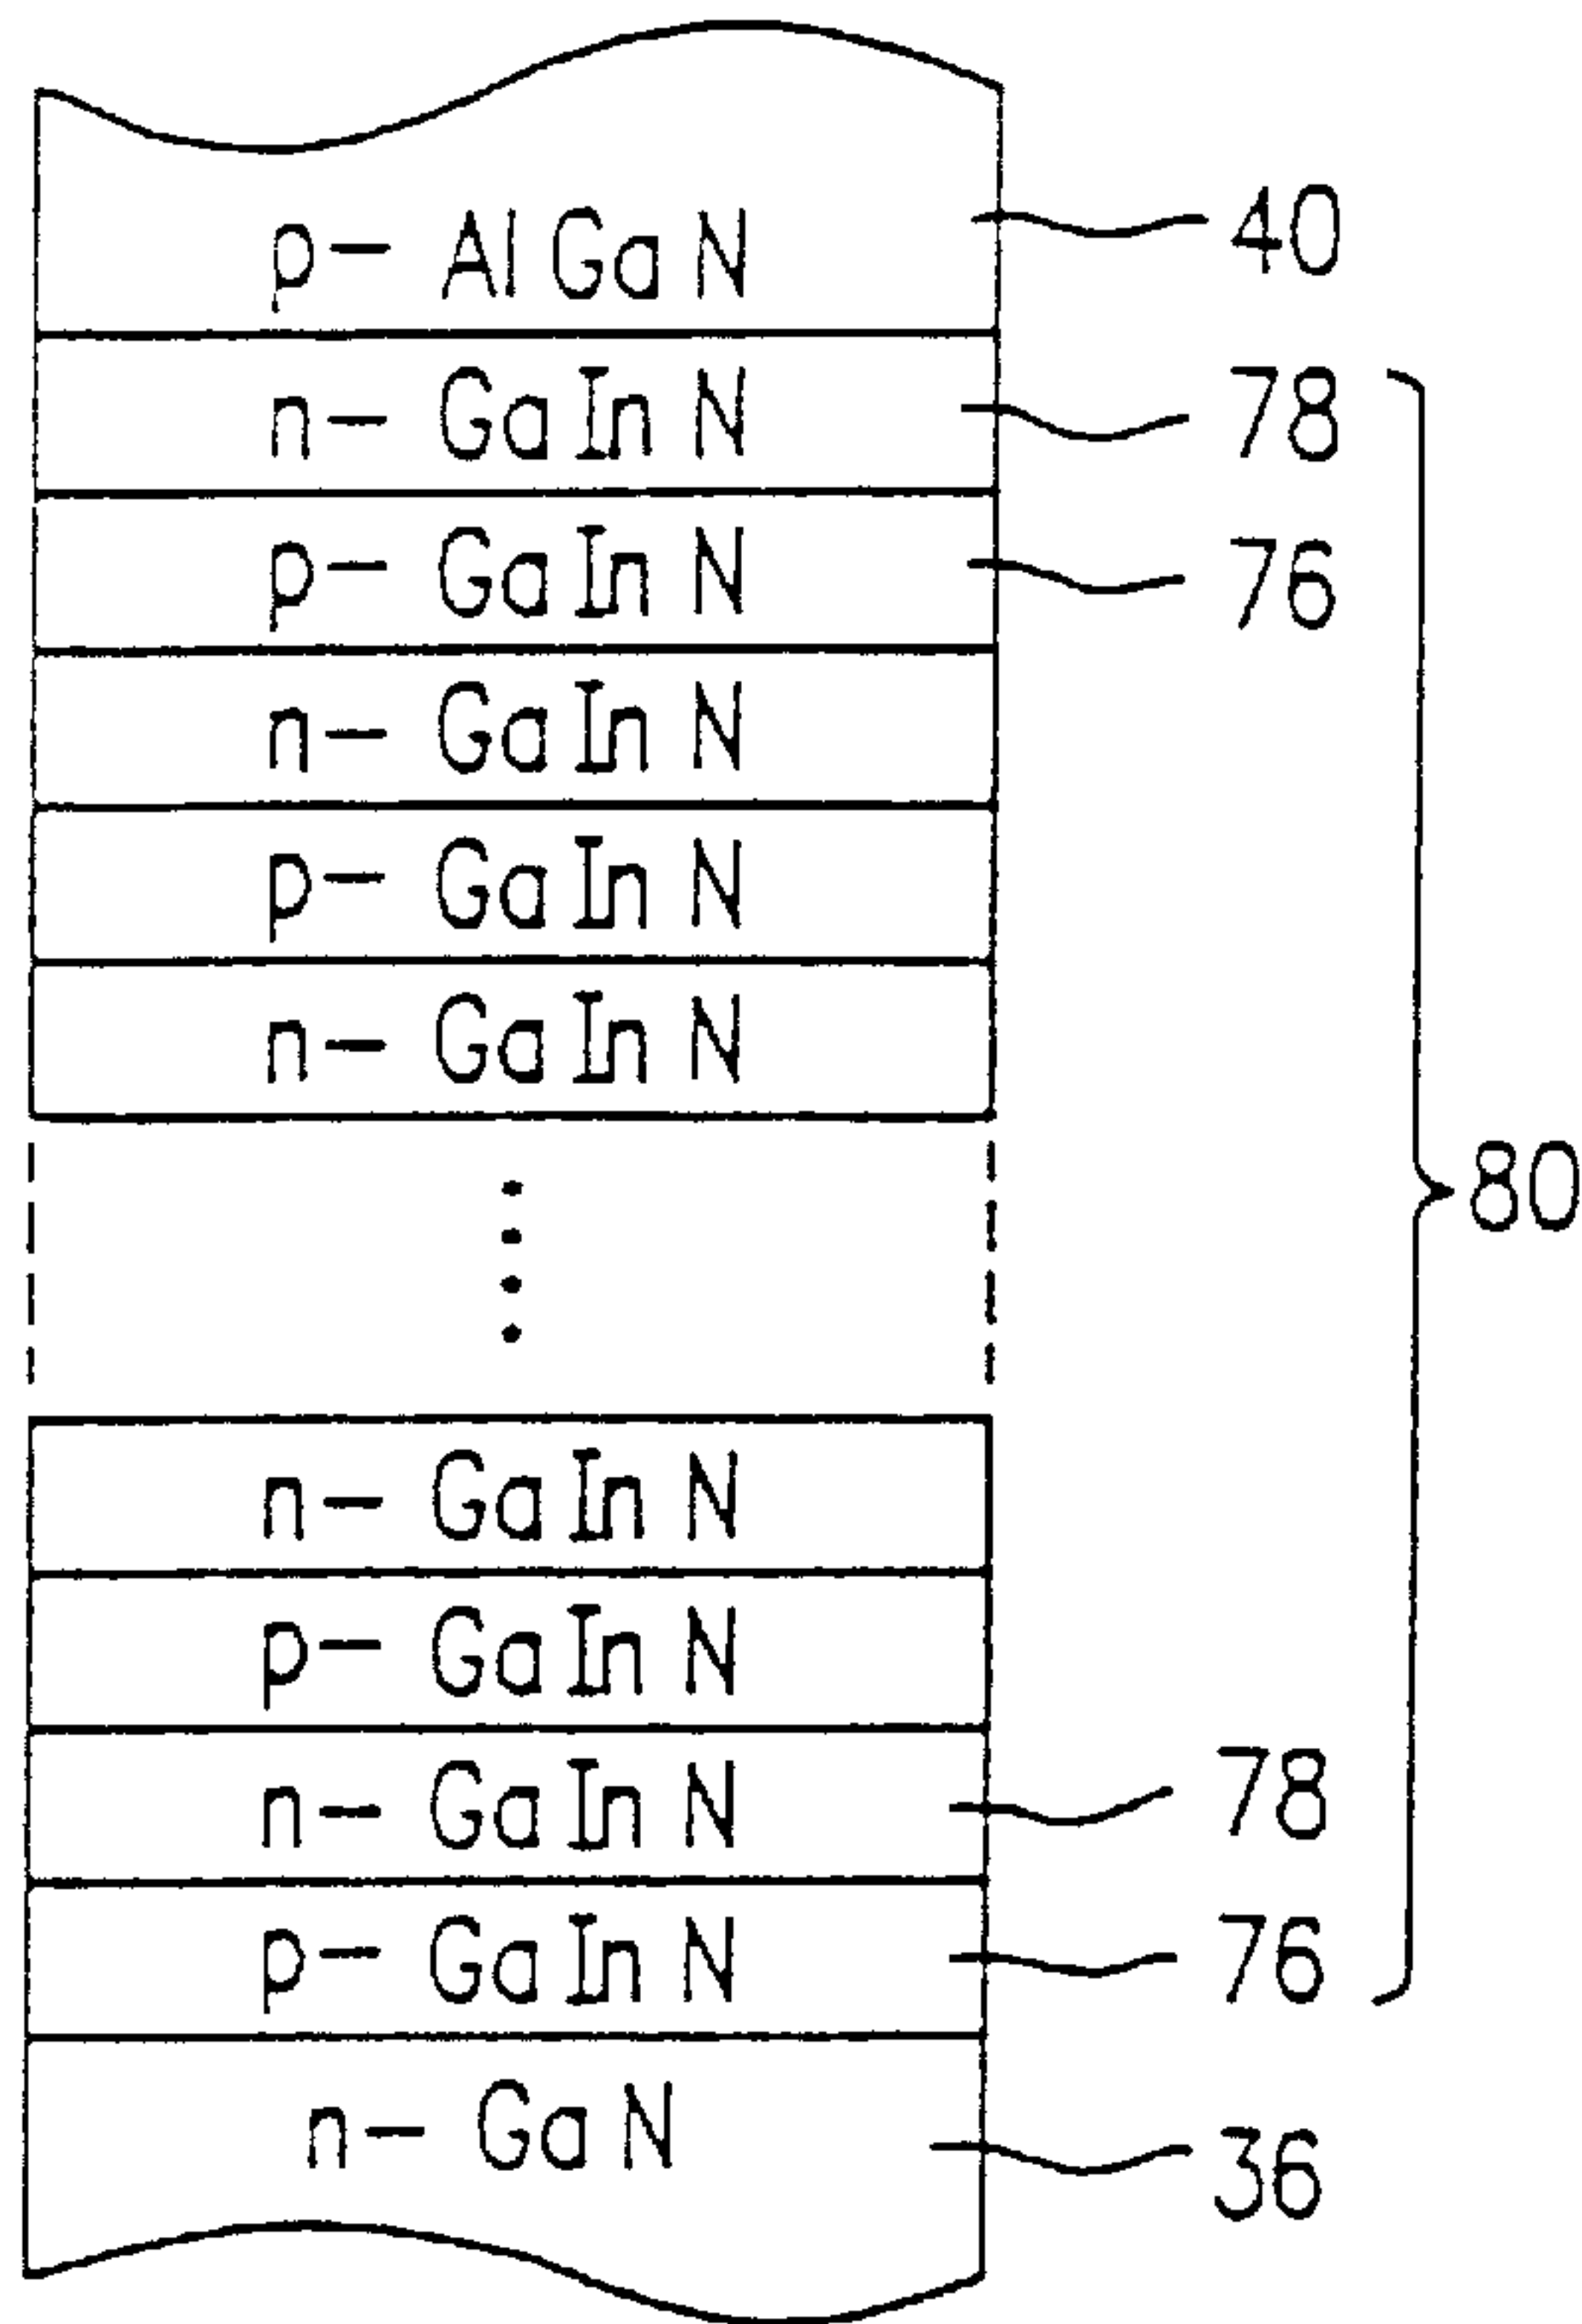 p- AlGaN 40
n- GaInN 78
p- GaInN 76
n- GaInN
p- GaInN
n- GaInN
80
n- GaInN
p- GaInN
n- GaInN 78
p- GaInN 76
n- GaN 36